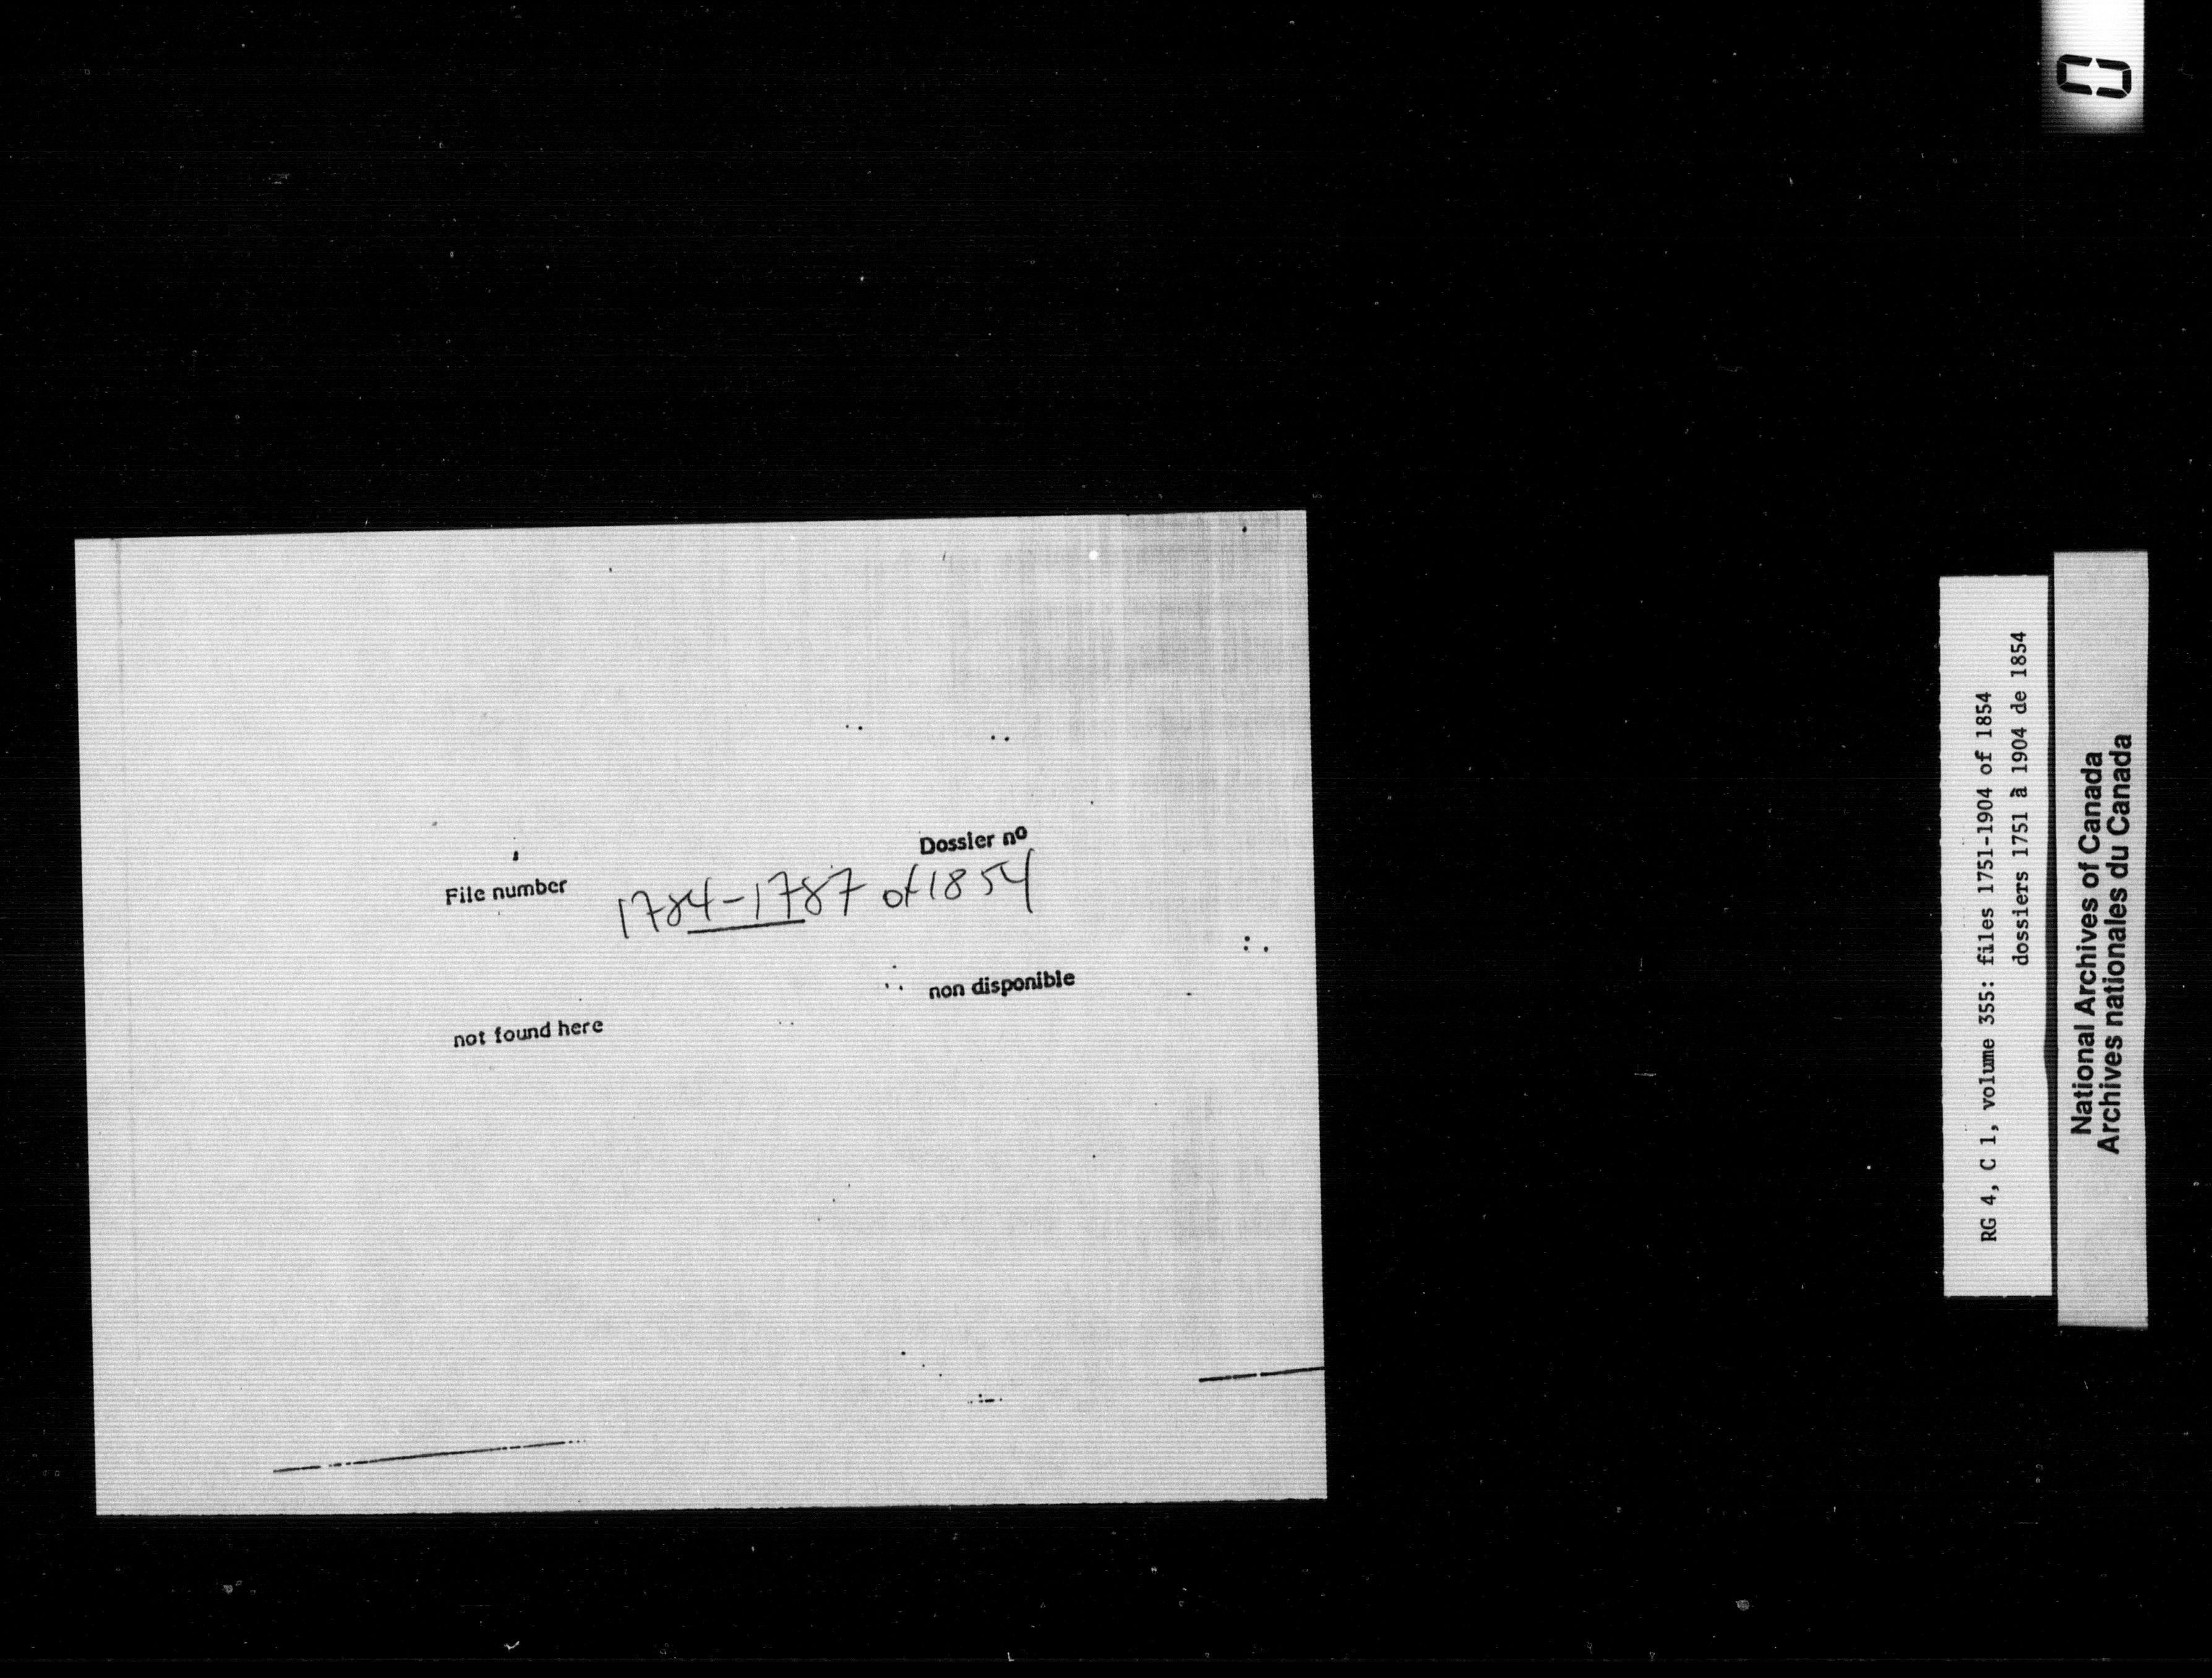 Dossier no
File number
1784-1787 of 1854
non disponible
not found here
RG 4, C 1, volume 355: files 1751-1904 of 1854
dossiers 1751 à 1904 de 1854
National Archives of Canada
Archives nationales du Canada
0